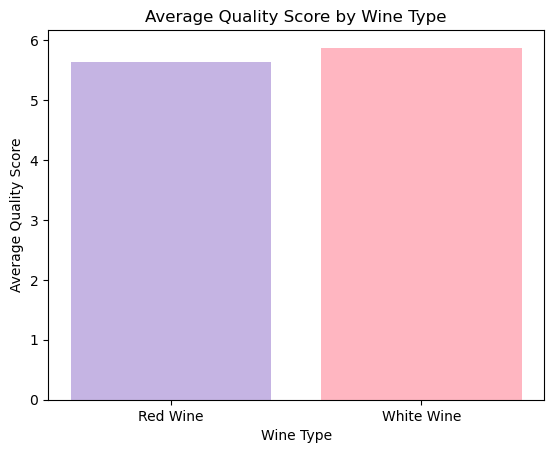 Average Quality Score by Wine Type
Average Quality Score
6
5
4
3
2
1
0
Red Wine
White Wine
Wine Type